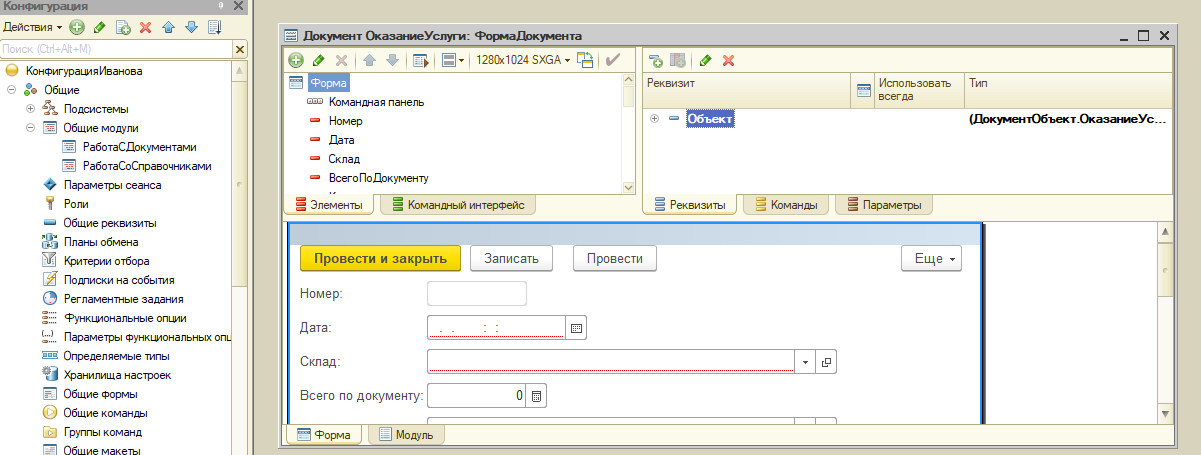 Конфигурация
Действия
Поиск (Ctrl+Alt+M)
КонфигурацияИванова
Общие
Подсистемы
Общие модули
РаботаСДокументами
РаботаСоСправочниками
Параметры сеанса
Роли
Общие реквизиты
Планы обмена
Критерии отбора
Подписки на события
Регламентные задания
Функциональные опции
Параметры функциональных опц
Определяемые типы
Хранилища настроек
Общие формы
Общие команды
Группы команд
Общие макеты
Документ ОказаниеУслуги: ФормаДокумента
1280x1024 SXGA
Форма
Командная панель
Номер
Дата
Склад
ВсегоПоДокументу
Элементы
Командный интерфейс
Реквизит
Использовать
всегда
Тип
Объект
(ДокументОбъект.ОказаниеУс...
Реквизиты
Команды
Параметры
Провести и закрыть
Записать
Провести
Еще
Номер:
Дата:
. . : :
Склад:
Всего по документу:
0
Форма
Модуль